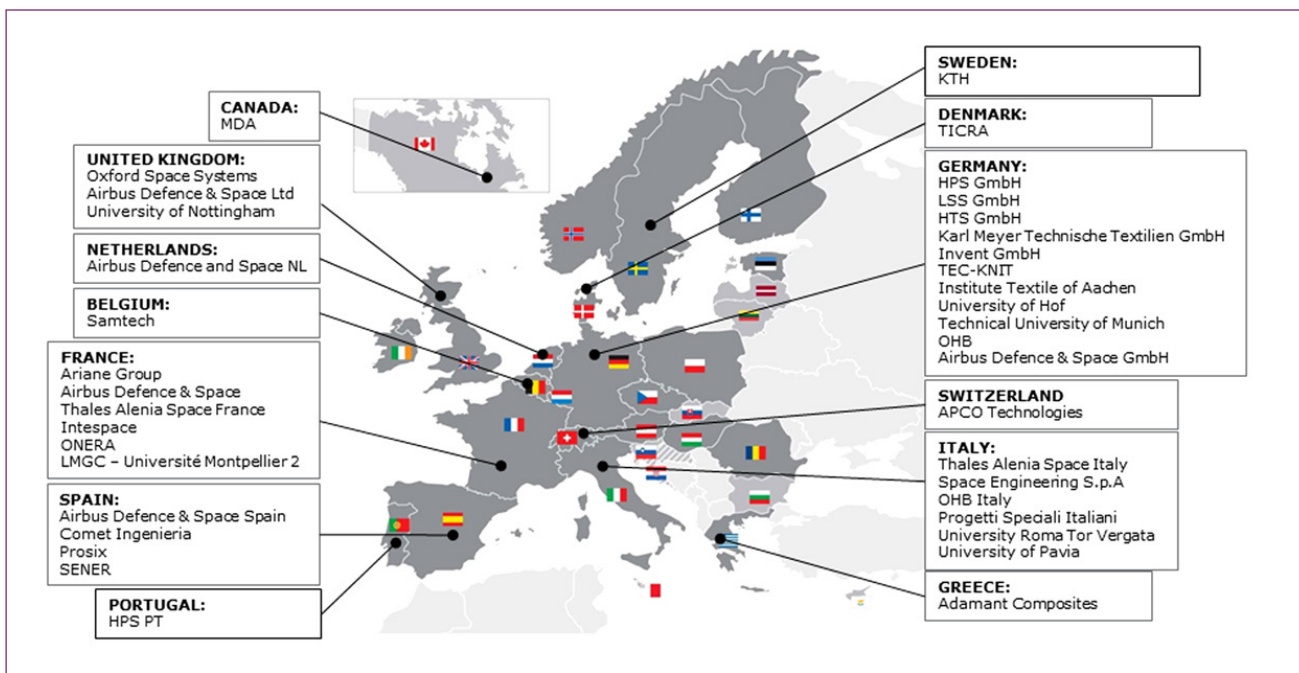 CANADA:
MDA
UNITED KINGDOM:
Oxford Space Systems
Airbus Defence & Space Ltd
University of Nottingham
NETHERLANDS:
Airbus Defence and Space NL
BELGIUM:
Samtech
FRANCE:
Ariane Group
Airbus Defence & Space
Thales Alenia Space France
Intespace
ONERA
LMGC – Université Montpellier 2
SPAIN:
Airbus Defence & Space Spain
Comet Ingenieria
Prosix
SENER
PORTUGAL:
HPS PT
SWEDEN:
KTH
DENMARK:
TICRA
GERMANY:
HPS GmbH
LSS GmbH
HTS GmbH
Karl Meyer Technische Textilien GmbH
Invent GmbH
TEC-KNIT
Institute Textile of Aachen
University of Hof
Technical University of Munich
OHB
Airbus Defence & Space GmbH
SWITZERLAND
APCO Technologies
ITALY:
Thales Alenia Space Italy
Space Engineering S.p.A
OHB Italy
Progetti Speciali Italiani
University Roma Tor Vergata
University of Pavia
GREECE:
Adamant Composites